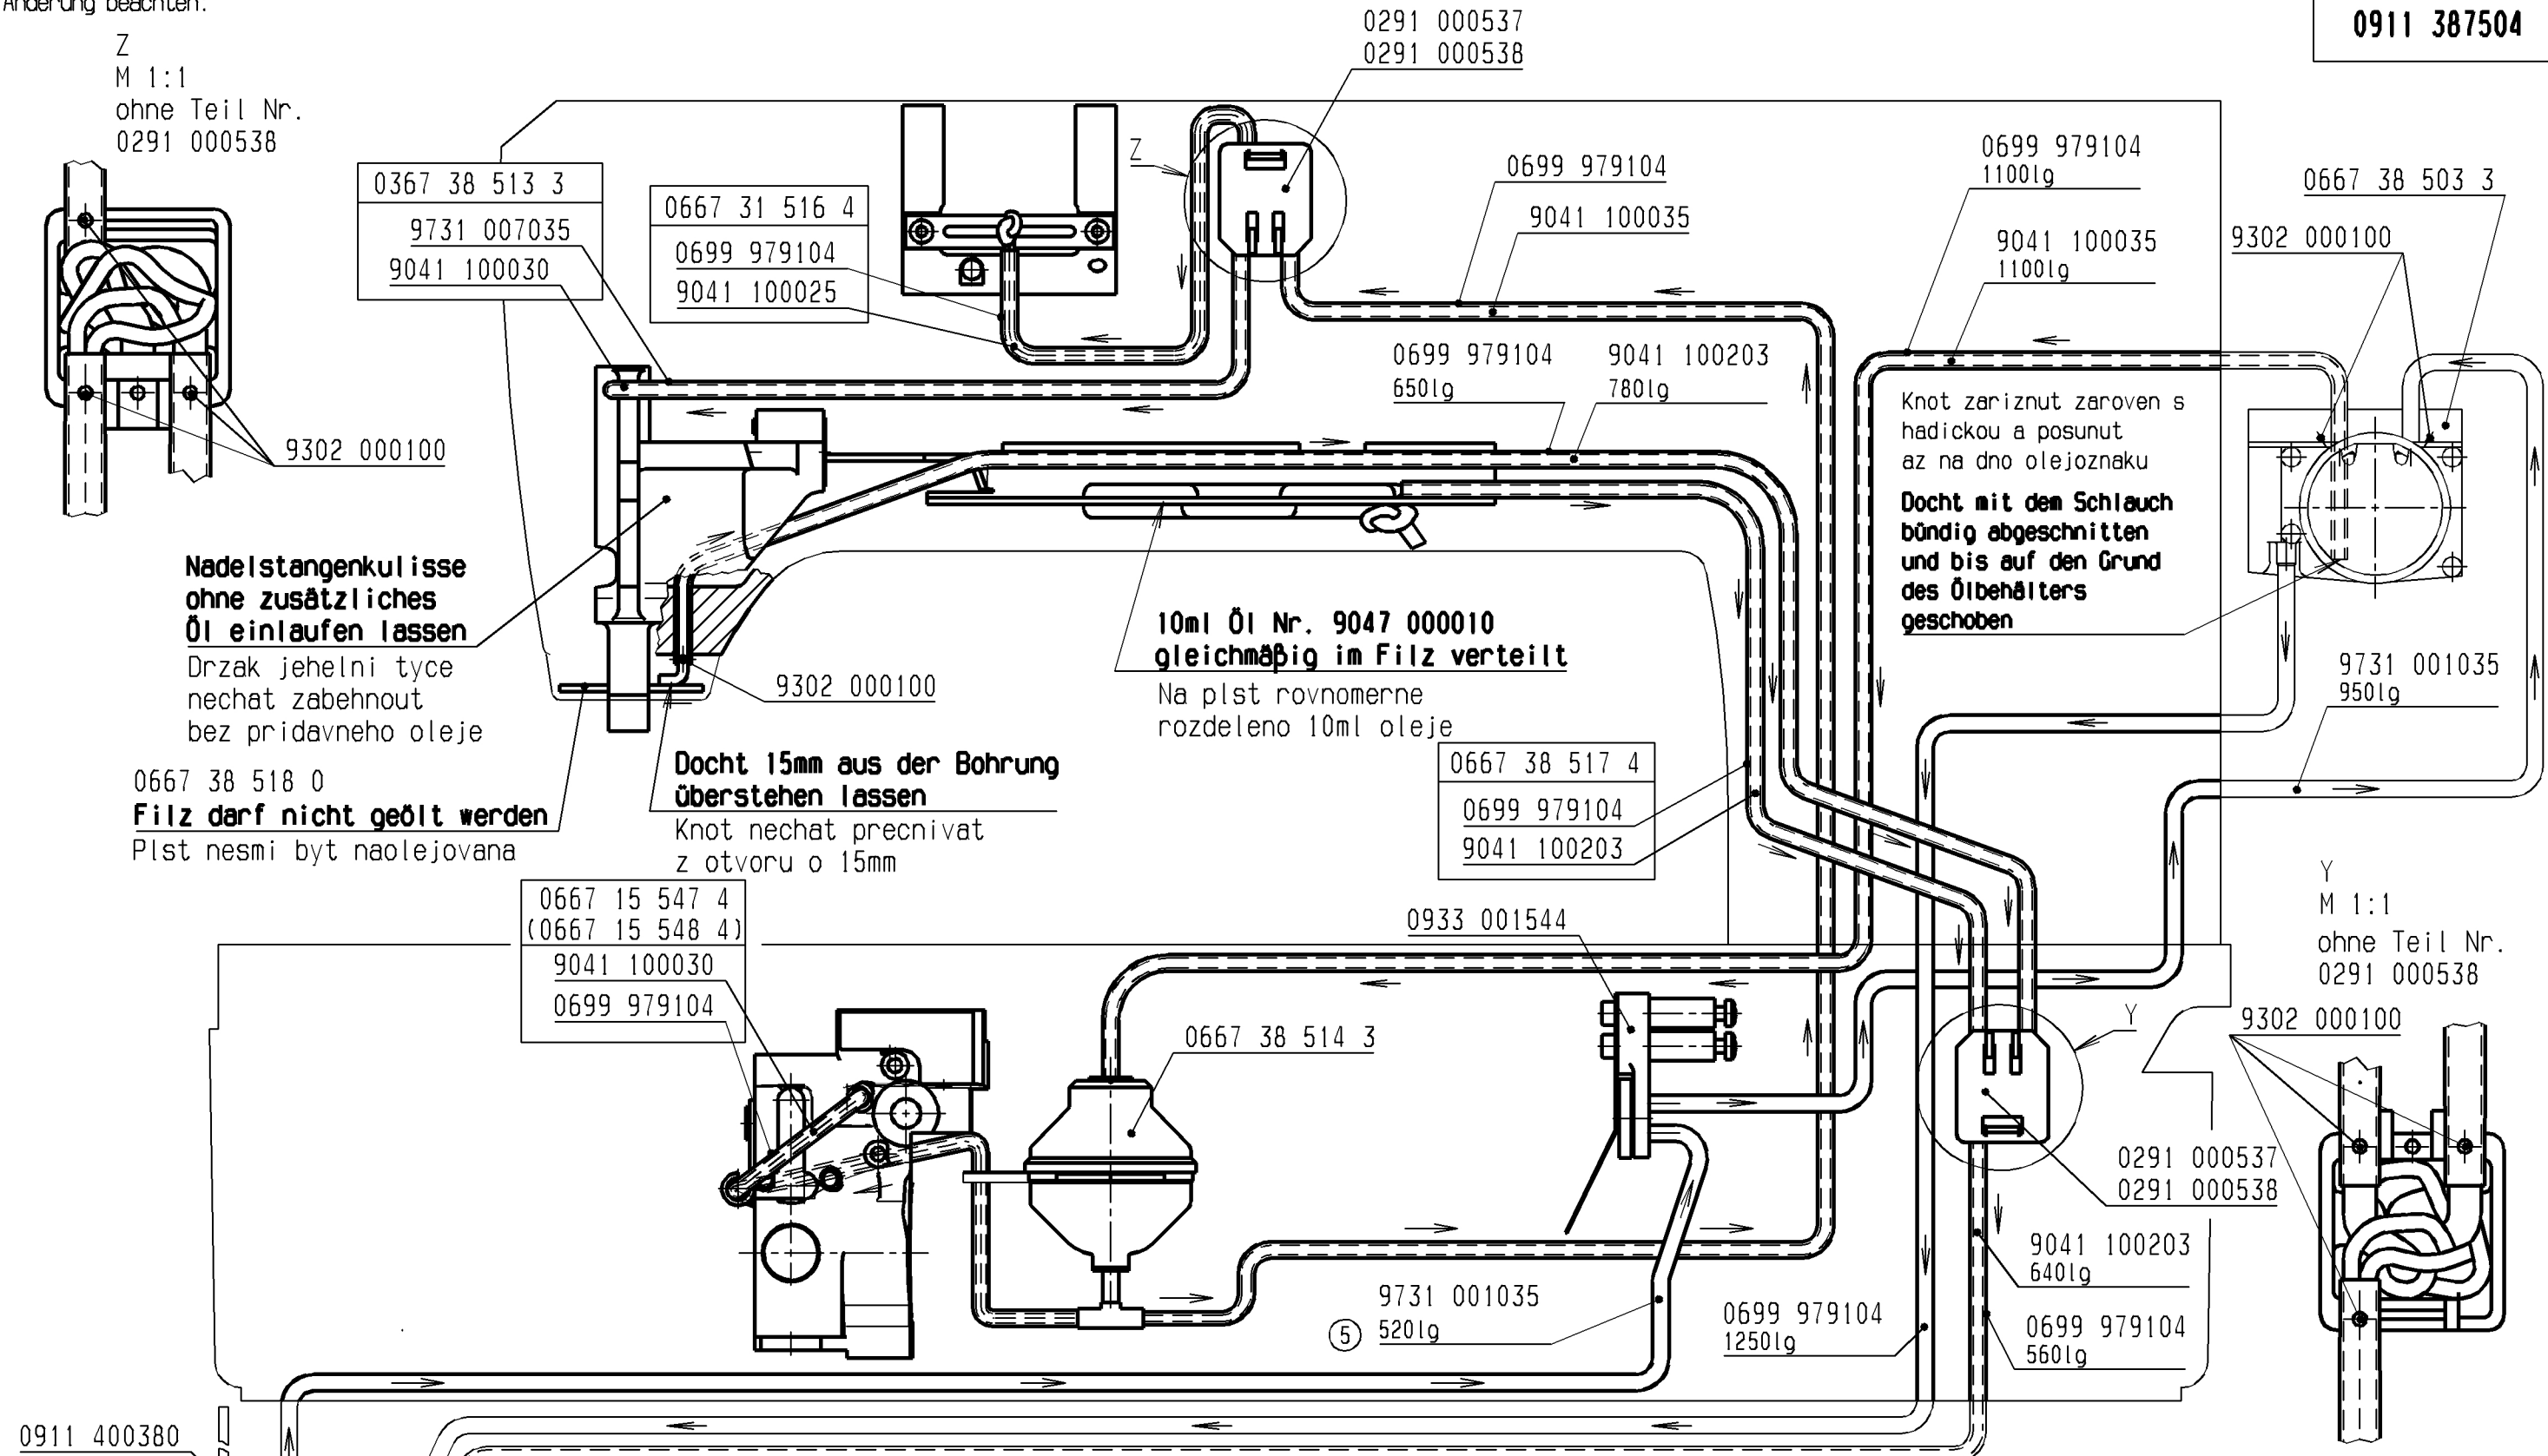 Änderung beachten.
0911 387504
Z
M 1:1
ohne Teil Nr.
0291 000538
9302 000100
0367 38 513 3
9731 007035
9041 100030
0667 31 516 4
0699 979104
9041 100025
0291 000537
0291 000538
Z
0699 979104
9041 100035
0699 979104
1100lg
9041 100035
1100lg
0667 38 503 3
9302 000100
0699 979104
650lg
9041 100203
780lg
Knot zariznut zaroven s
hadickou a posunut
az na dno olejoznaku
Docht mit dem Schlauch
bündig abgeschnitten
und bis auf den Grund
des Ölbehälters
geschoben
Nadelstangenkulisse
ohne zusätzliches
Öl einlaufen lassen
Drzak jehelni tyce
nechat zabehnout
bez pridavneho oleje
0667 38 518 0
Filz darf nicht geölt werden
Plst nesmi byt naolejovana
9302 000100
Docht 15mm aus der Bohrung
überstehen lassen
Knot nechat precnivat
z otvoru o 15mm
10ml Öl Nr. 9047 000010
gleichmäßig im Filz verteilt
Na plst rovnomerne
rozdeleno 10ml oleje
9731 001035
950lg
0667 38 517 4
0699 979104
9041 100203
0667 15 547 4
(0667 15 548 4)
9041 100030
0699 979104
0933 001544
0667 38 514 3
Y
M 1:1
ohne Teil Nr.
0291 000538
9302 000100
Y
0291 000537
0291 000538
9041 100203
640lg
0699 979104
560lg
0699 979104
1250lg
5
9731 001035
520lg
0911 400380